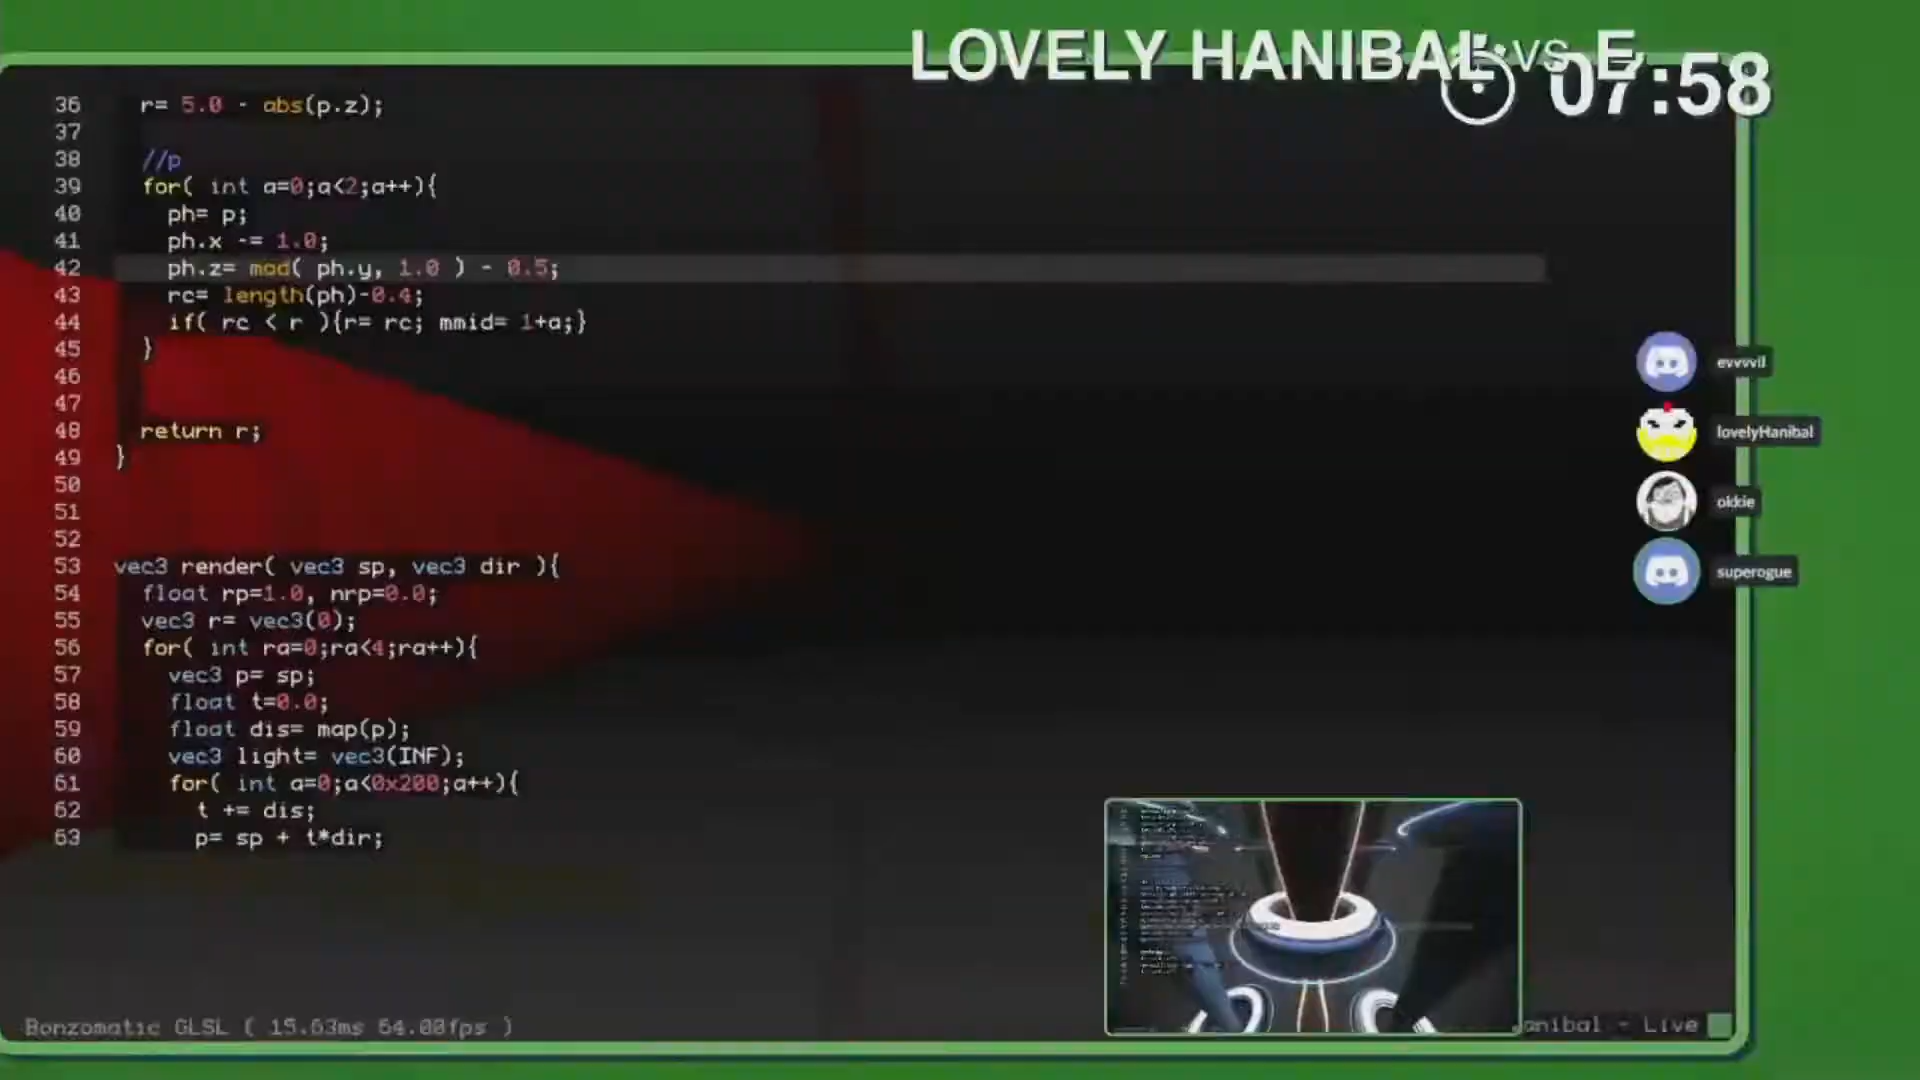 LOVELY HANIBAL vs E
07:58
36 r= 5.0 - abs(p.z);
37
38 //p
39 for( int a=0;a<2;a++){
40 ph= p;
41 ph.x -= 1.0;
42 ph.z= mod( ph.y, 1.0 ) - 0.5;
43 rc= length(ph)-0.4;
44 if( rc < r ){r= rc; mmid= 1+a;}
45 }
46
47
48 return r;
49 }
50
51
52
53 vec3 render( vec3 sp, vec3 dir ){
54 float rp=1.0, nrp=0.0;
55 vec3 r= vec3(0);
56 for( int ra=0;ra<4;ra++){
57 vec3 p= sp;
58 float t=0.0;
59 float dis= map(p);
60 vec3 light= vec3(INF);
61 for( int a=0;a<0x200;a++){
62 t += dis;
63 p= sp + t*dir;
evvvvil
lovelyHanibal
okkie
superogue
Bonzomatic GLSL ( 15.63ms 64.00fps )
anibal - Live